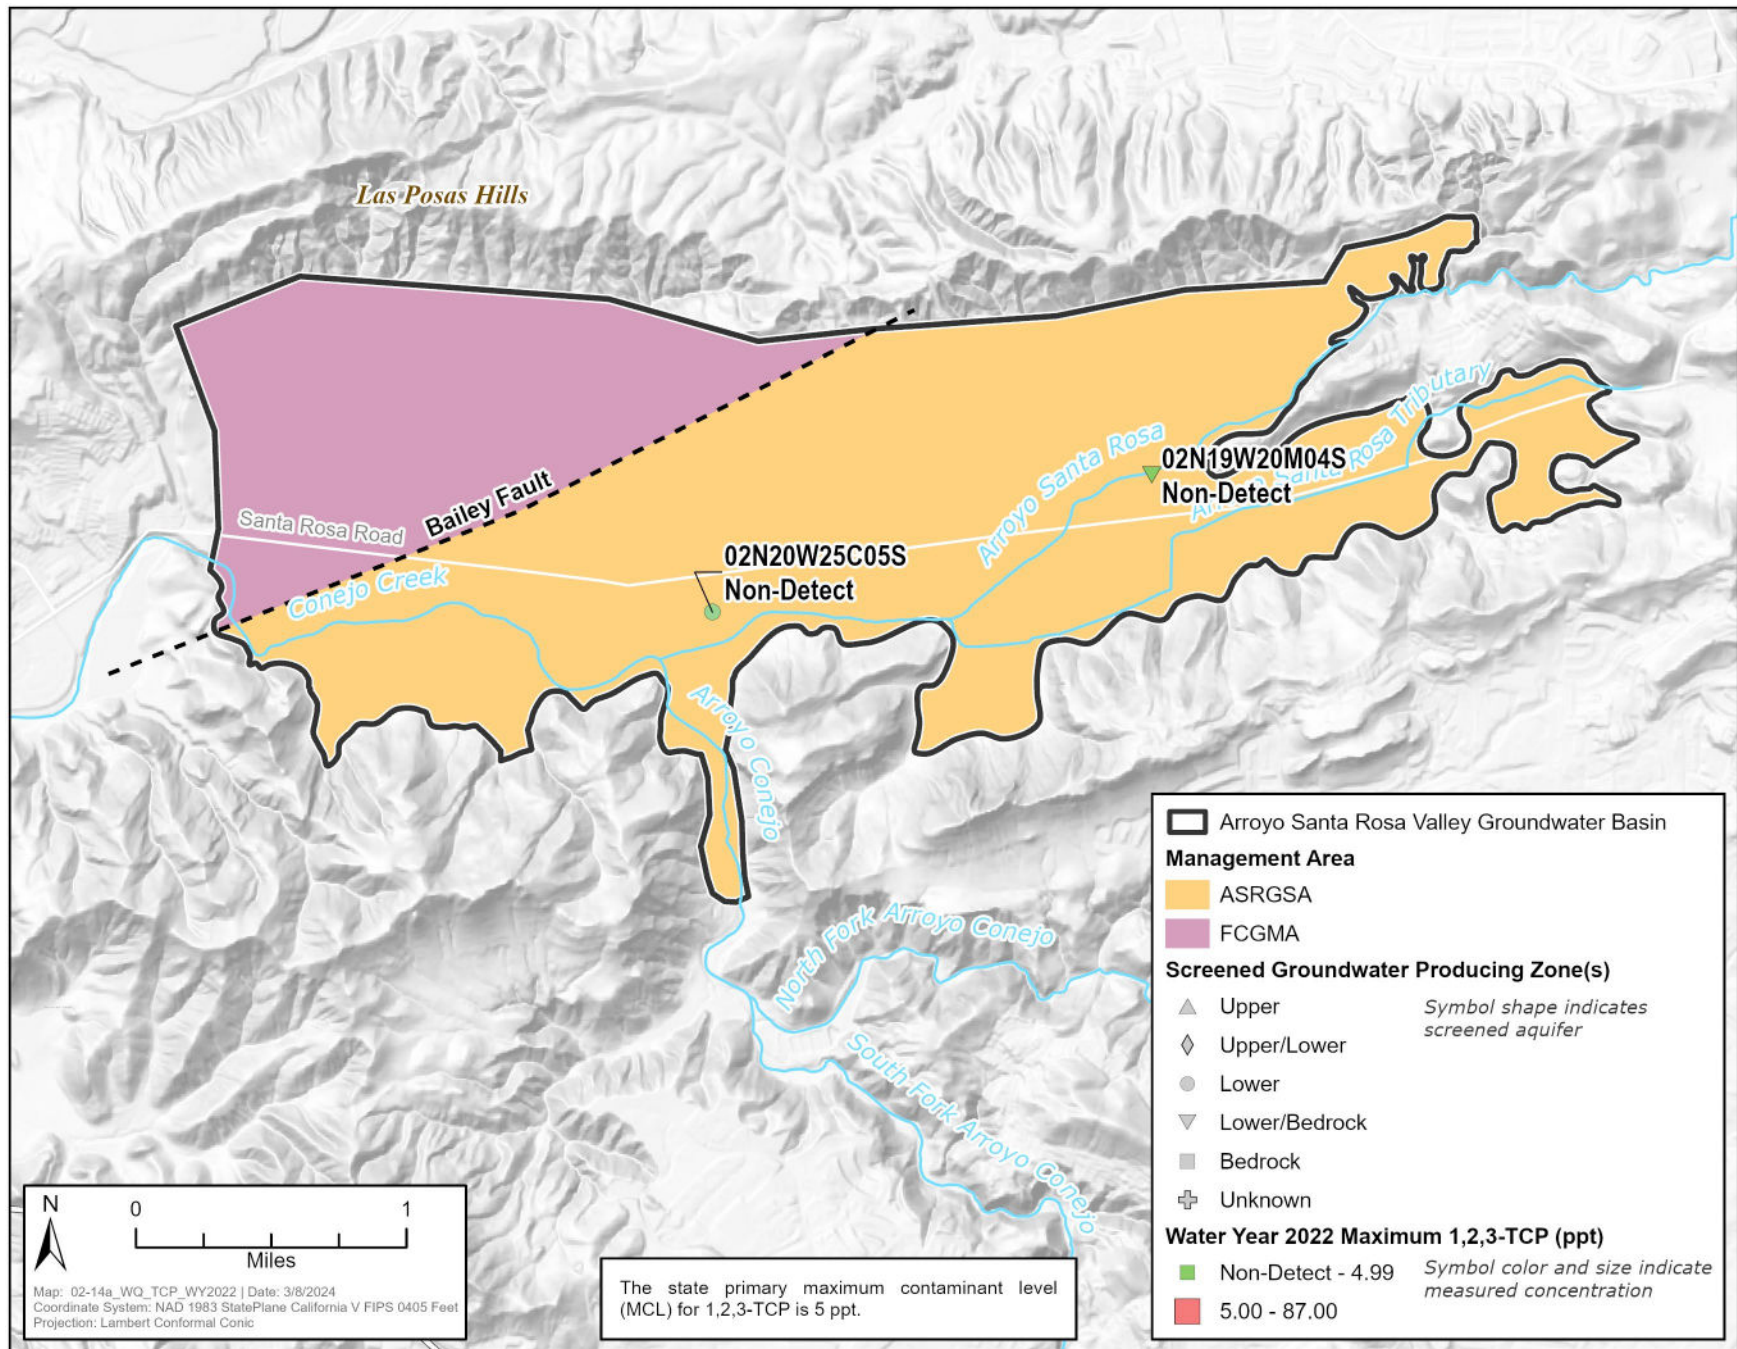 Las Posas Hills
Arroyo Santa Rosa Tributary
Arroyo Santa Rosa
02N19W20M04S
Non-Detect
Bailey Fault
Santa Rosa Road
Conejo Creek
02N20W25C05S
Non-Detect
Arroyo Conejo
North Fork Arroyo Conejo
South Fork Arroyo Conejo
Arroyo Santa Rosa Valley Groundwater Basin
Management Area
ASRGSA
FCGMA
Screened Groundwater Producing Zone(s)
Upper
Symbol shape indicates
screened aquifer
Upper/Lower
Lower
Lower/Bedrock
Bedrock
Unknown
Water Year 2022 Maximum 1,2,3-TCP (ppt)
Non-Detect - 4.99
Symbol color and size indicate
measured concentration
5.00 - 87.00
N
0 1
Miles
Map: 02-14a_WQ_TCP_WY2022 | Date: 3/8/2024
Coordinate System: NAD 1983 StatePlane California V FIPS 0405 Feet
Projection: Lambert Conformal Conic
The state primary maximum contaminant level
(MCL) for 1,2,3-TCP is 5 ppt.